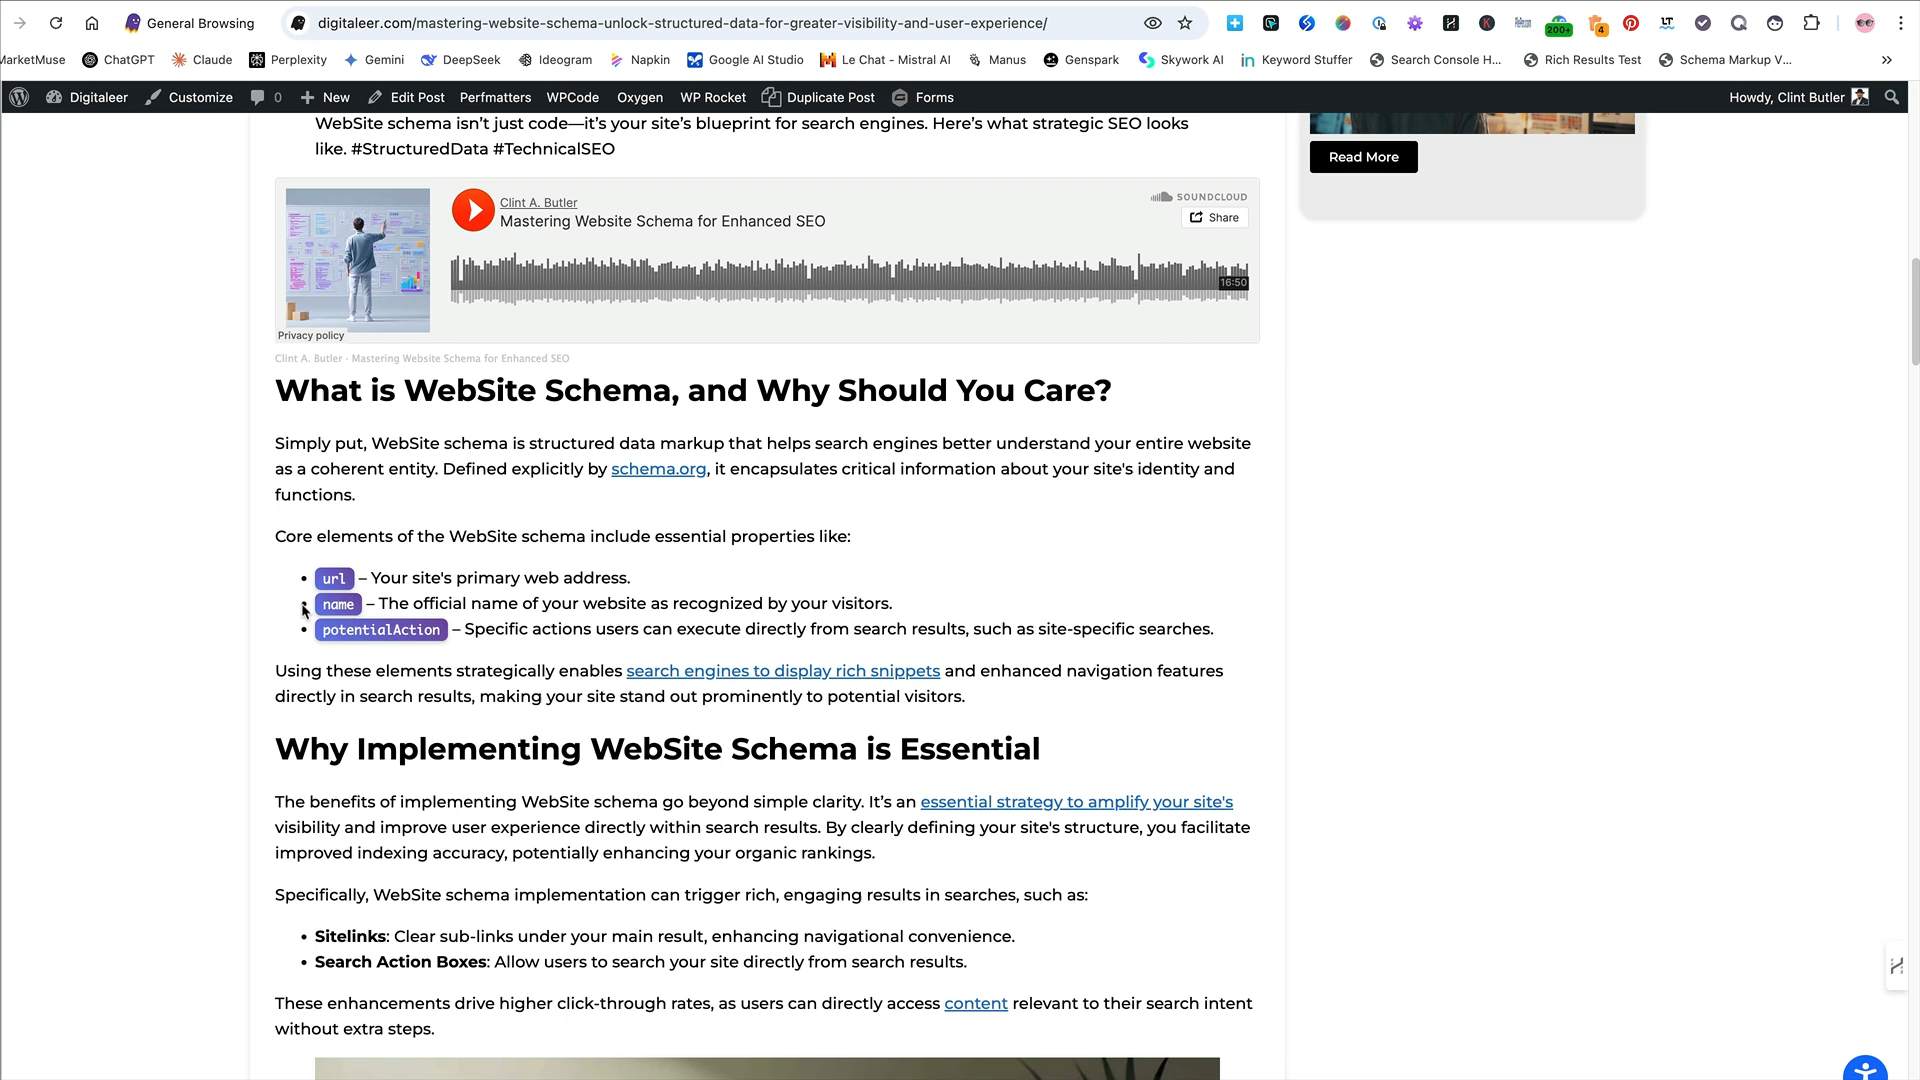 General Browsing
digitaleer.com/mastering-website-schema-unlock-structured-data-for-greater-visibility-and-user-experience/
200+
4
LT
MarketMuse
ChatGPT
Claude
Perplexity
Gemini
DeepSeek
Ideogram
Napkin
Google AI Studio
Le Chat - Mistral AI
Manus
Genspark
Skywork AI
Keyword Stuffer
Search Console H...
Rich Results Test
Schema Markup V...
Digitaleer
Customize
0
New
Edit Post
Perfmatters
WPCode
Oxygen
WP Rocket
Duplicate Post
Forms
Howdy, Clint Butler
WebSite schema isn’t just code—it’s your site’s blueprint for search engines. Here’s what strategic SEO looks
like. #StructuredData #TechnicalSEO
Read More
Clint A. Butler
Mastering Website Schema for Enhanced SEO
SOUNDCLOUD
Share
16:50
Privacy policy
Clint A. Butler · Mastering Website Schema for Enhanced SEO
What is WebSite Schema, and Why Should You Care?
Simply put, WebSite schema is structured data markup that helps search engines better understand your entire website
as a coherent entity. Defined explicitly by schema.org, it encapsulates critical information about your site's identity and
functions.
Core elements of the WebSite schema include essential properties like:
• url – Your site's primary web address.
• name – The official name of your website as recognized by your visitors.
• potentialAction – Specific actions users can execute directly from search results, such as site-specific searches.
Using these elements strategically enables search engines to display rich snippets and enhanced navigation features
directly in search results, making your site stand out prominently to potential visitors.
Why Implementing WebSite Schema is Essential
The benefits of implementing WebSite schema go beyond simple clarity. It’s an essential strategy to amplify your site's
visibility and improve user experience directly within search results. By clearly defining your site's structure, you facilitate
improved indexing accuracy, potentially enhancing your organic rankings.
Specifically, WebSite schema implementation can trigger rich, engaging results in searches, such as:
• Sitelinks: Clear sub-links under your main result, enhancing navigational convenience.
• Search Action Boxes: Allow users to search your site directly from search results.
These enhancements drive higher click-through rates, as users can directly access content relevant to their search intent
without extra steps.